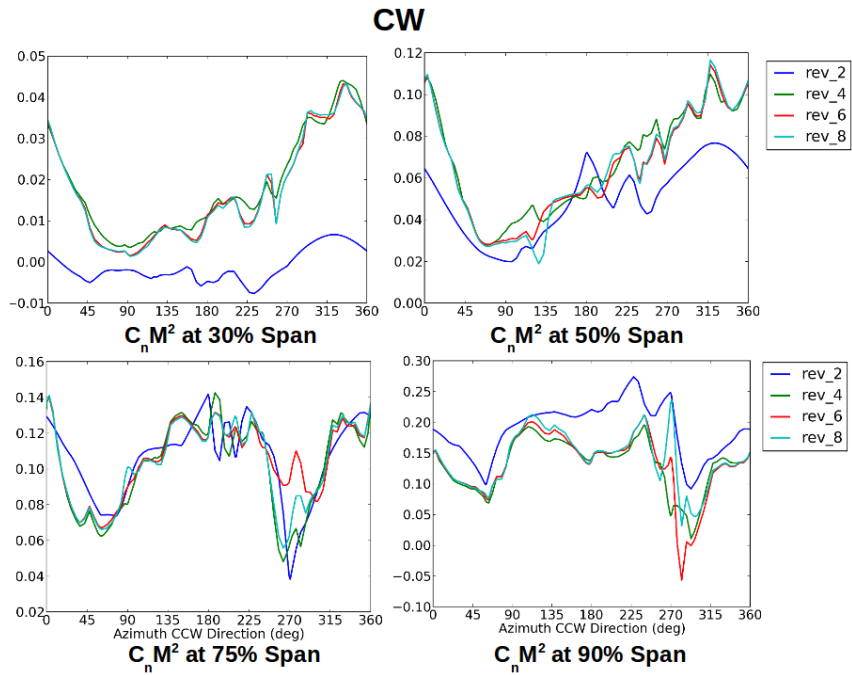 CW
0.05
0.04
0.03
0.02
0.01
0.00
−0.01
0 45 90 135 180 225 270 315 360
CnM² at 30% Span
0.12
0.10
0.08
0.06
0.04
0.02
0.00
0 45 90 135 180 225 270 315 360
CnM² at 50% Span
rev_2
rev_4
rev_6
rev_8
0.16
0.14
0.12
0.10
0.08
0.06
0.04
0.02
0 45 90 135 180 225 270 315 360
Azimuth CCW Direction (deg)
CnM² at 75% Span
0.30
0.25
0.20
0.15
0.10
0.05
0.00
−0.05
−0.10
0 45 90 135 180 225 270 315 360
Azimuth CCW Direction (deg)
CnM² at 90% Span
rev_2
rev_4
rev_6
rev_8